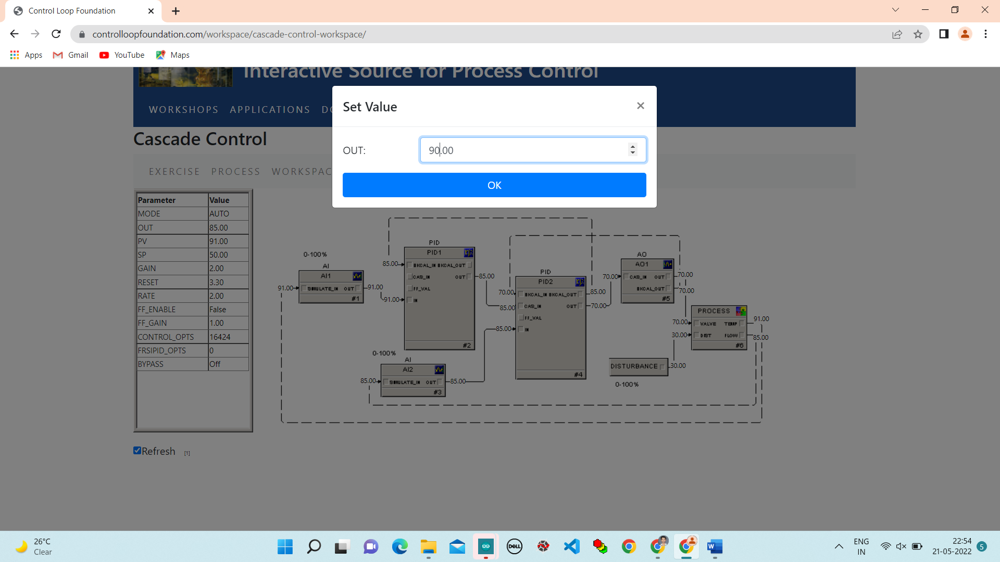 Control Loop Foundation
controlloopfoundation.com/workspace/cascade-control-workspace/
Apps
Gmail
YouTube
Maps
Interactive Source for Process Control
WORKSHOPS
APPLICATIONS
Set Value
OUT:
90.00
OK
Cascade Control
EXERCISE
PROCESS
WORKSPAC
Parameter Value
MODE AUTO
OUT 85.00
PV 91.00
SP 50.00
GAIN 2.00
RESET 3.30
RATE 2.00
FF_ENABLE False
FF_GAIN 1.00
CONTROL_OPTS 16424
FRSIPID_OPTS 0
BYPASS Off
Refresh [1]
0-100%
AI
AI1
91.00 SIMULATE_IN OUT 91.00
#1
PID
PID1
85.00 BKCAL_IN BKCAL_OUT
CAS_IN OUT 85.00
FF_VAL
91.00 IN
#2
0-100%
AI
AI2
85.00 SIMULATE_IN OUT 85.00
#3
PID
PID2
70.00 BKCAL_IN BKCAL_OUT 85.00
85.00 CAS_IN OUT 70.00
FF_VAL
85.00 IN
#4
AO
AO1
70.00 CAS_IN OUT 70.00
BKCAL_OUT 70.00
#5
PROCESS
70.00 VALVE TEMP 91.00
30.00 DIST FLOW 85.00
#6
DISTURBANCE 30.00
0-100%
26°C
Clear
DELL
ENG
IN
22:54
21-05-2022
5